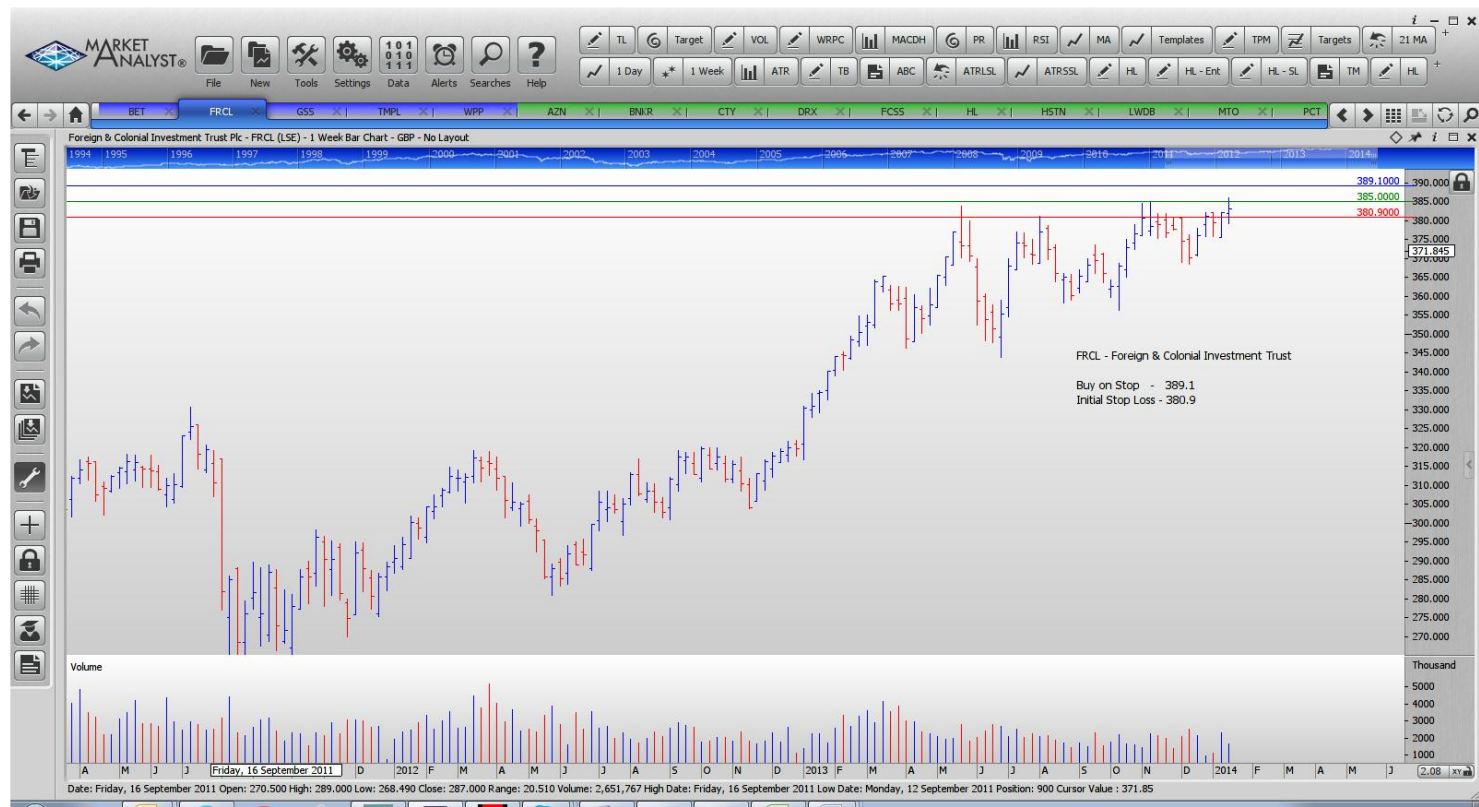 MARKET
ANALYST®
File New Tools Settings Data Alerts Searches Help
TL Target VOL WRPC MACDH PR RSI MA Templates TPM Targets 21 MA
1 Day 1 Week ATR TB ABC ATRLSL ATRSSL HL HL - Ent HL - SL TM HL
BET FRCL GSS TMPL WPP AZN BNKR CTY DRX FCSS HL HSTN LWDB MTO PCT
Foreign & Colonial Investment Trust Plc - FRCL (LSE) - 1 Week Bar Chart - GBP - No Layout
1994 1995 1996 1997 1998 1999 2000 2001 2002 2003 2004 2005 2006 2007 2008 2009 2010 2011 2012 2013 2014
389.1000
385.0000
380.9000
390.000
385.000
380.000
375.000
371.845
370.000
365.000
360.000
355.000
350.000
345.000
340.000
335.000
330.000
325.000
320.000
315.000
310.000
305.000
300.000
295.000
290.000
285.000
280.000
275.000
270.000
FRCL - Foreign & Colonial Investment Trust
Buy on Stop - 389.1
Initial Stop Loss - 380.9
Volume
Thousand
5000
4000
3000
2000
1000
A M J J Friday, 16 September 2011 D 2012 F M A M J J A S O N D 2013 F M A M J J A S O N D 2014 F M A M J 2.08 XY
Date: Friday, 16 September 2011 Open: 270.500 High: 289.000 Low: 268.490 Close: 287.000 Range: 20.510 Volume: 2,651,767 High Date: Friday, 16 September 2011 Low Date: Monday, 12 September 2011 Position: 900 Cursor Value : 371.85